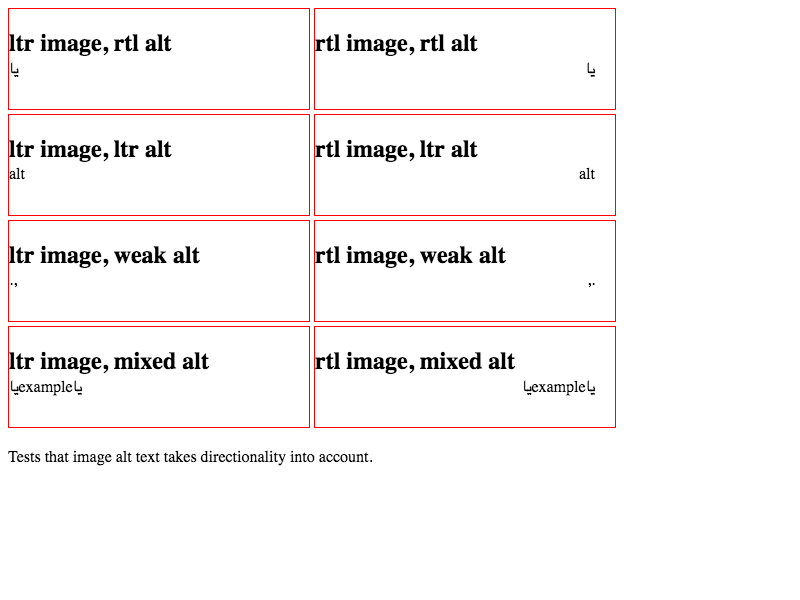 ltr image, rtl alt
يا
rtl image, rtl alt
يا
ltr image, ltr alt
alt
rtl image, ltr alt
alt
ltr image, weak alt
.,
rtl image, weak alt
,.
ltr image, mixed alt
ياexampleيا
rtl image, mixed alt
ياexampleيا
Tests that image alt text takes directionality into account.